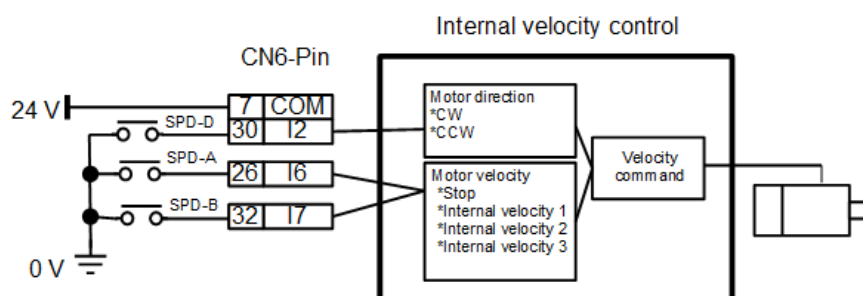 Internal velocity control
CN6-Pin
24 V
7 COM
SPD-D
30 I2
SPD-A
26 I6
SPD-B
32 I7
0 V
Motor direction
*CW
*CCW
Motor velocity
*Stop
*Internal velocity 1
*Internal velocity 2
*Internal velocity 3
Velocity
command